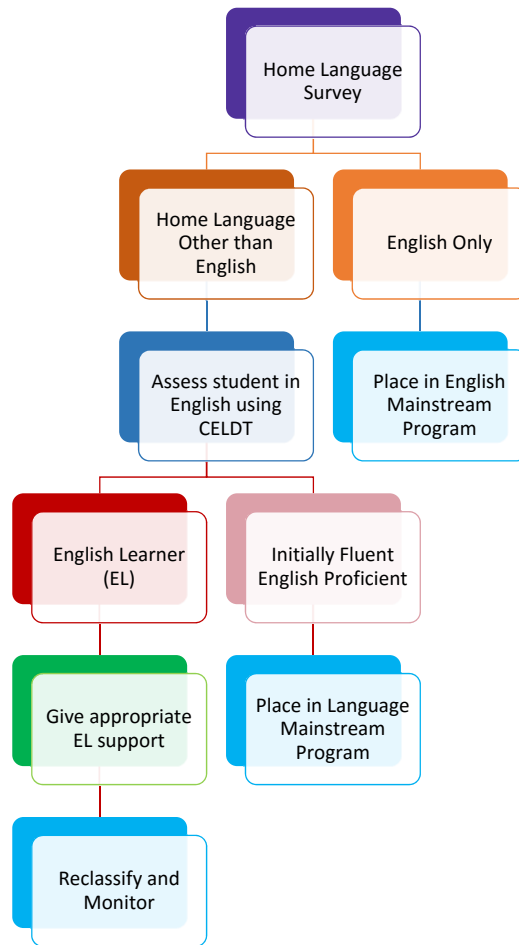 Home Language
Survey
Home Language
Other than
English
English Only
Assess student in
English using
CELDT
Place in English
Mainstream
Program
English Learner
(EL)
Initially Fluent
English Proficient
Give appropriate
EL support
Place in Language
Mainstream
Program
Reclassify and
Monitor